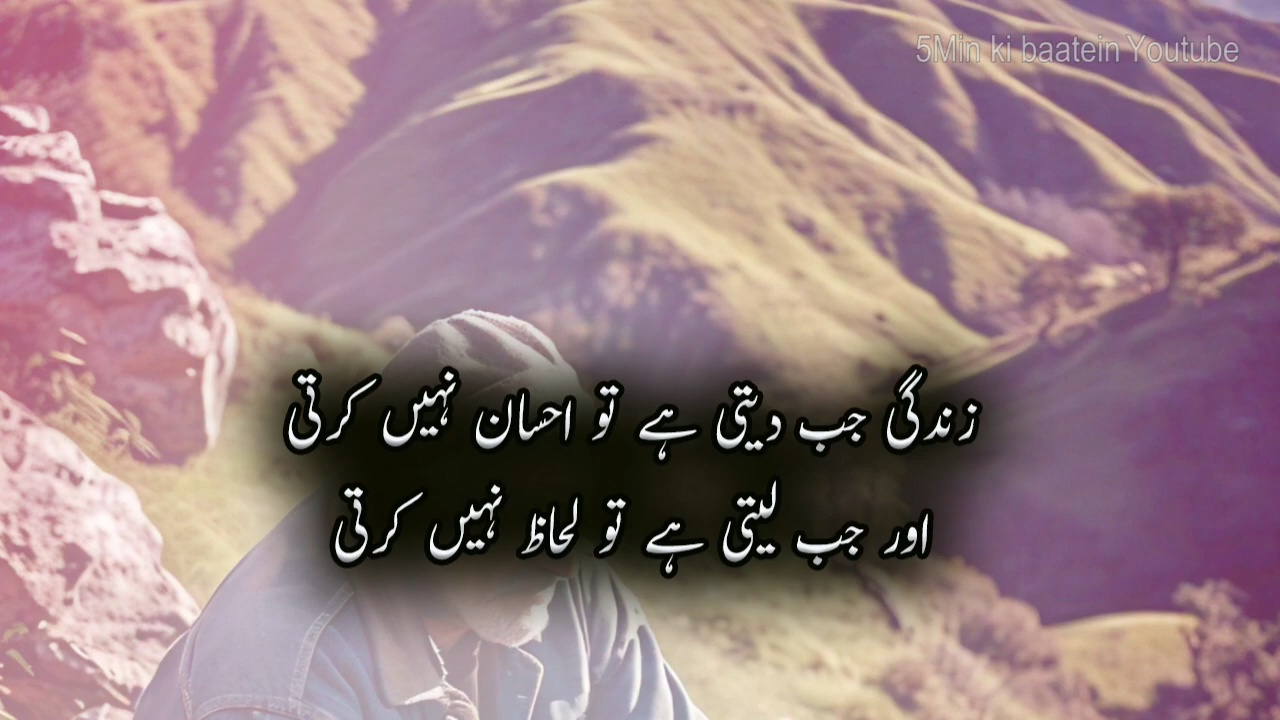 5Min ki baatein Youtube
زندگی جب دیتی ہے تو احسان نہیں کرتی
اور جب لیتی ہے تو لحاظ نہیں کرتی